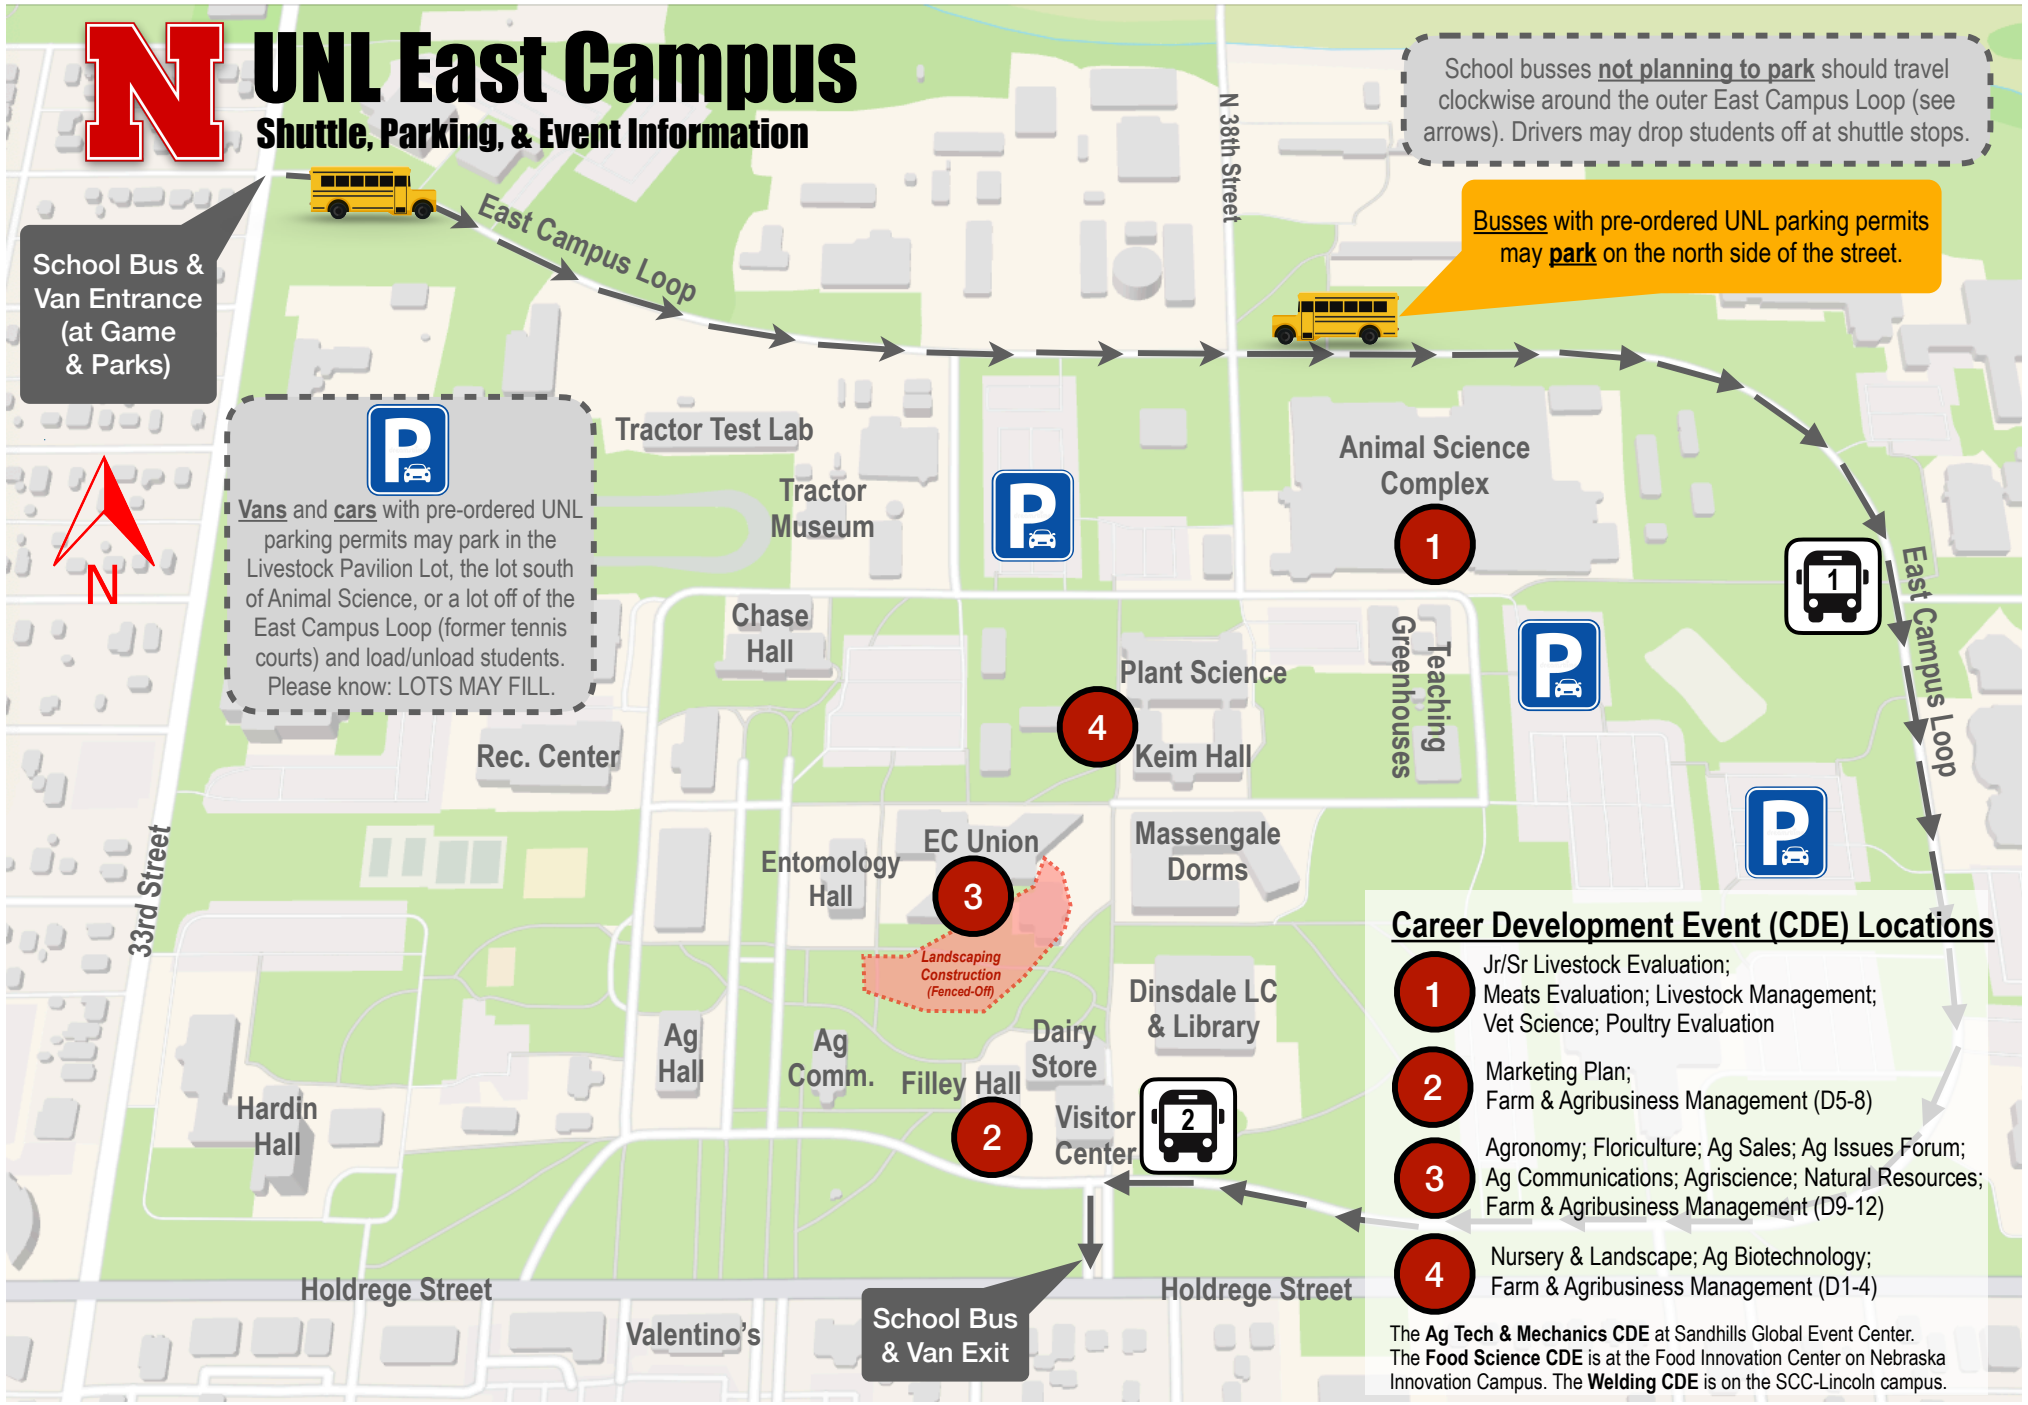 N
UNL East Campus
Shuttle, Parking, & Event Information
School busses not planning to park should travel
clockwise around the outer East Campus Loop (see
arrows). Drivers may drop students off at shuttle stops.
N 38th Street
Busses with pre-ordered UNL parking permits
may park on the north side of the street.
East Campus Loop
School Bus &
Van Entrance
(at Game
& Parks)
P
Vans and cars with pre-ordered UNL
parking permits may park in the
Livestock Pavilion Lot, the lot south
of Animal Science, or a lot off of the
East Campus Loop (former tennis
courts) and load/unload students.
Please know: LOTS MAY FILL.
N
Tractor Test Lab
Tractor
Museum
P
Animal Science
Complex
1
1
East Campus Loop
Chase
Hall
Plant Science
Teaching
Greenhouses
P
4
Keim Hall
Rec. Center
P
33rd Street
EC Union
Entomology
Hall
3
Massengale
Dorms
Landscaping
Construction
(Fenced-Off)
Dinsdale LC
& Library
Ag
Hall
Ag
Comm.
Dairy
Store
Filley Hall
2
Visitor
Center
2
Hardin
Hall
Holdrege Street
Holdrege Street
Valentino's
School Bus
& Van Exit
Career Development Event (CDE) Locations
1
Jr/Sr Livestock Evaluation;
Meats Evaluation; Livestock Management;
Vet Science; Poultry Evaluation
2
Marketing Plan;
Farm & Agribusiness Management (D5-8)
3
Agronomy; Floriculture; Ag Sales; Ag Issues Forum;
Ag Communications; Agriscience; Natural Resources;
Farm & Agribusiness Management (D9-12)
4
Nursery & Landscape; Ag Biotechnology;
Farm & Agribusiness Management (D1-4)
The Ag Tech & Mechanics CDE at Sandhills Global Event Center.
The Food Science CDE is at the Food Innovation Center on Nebraska
Innovation Campus. The Welding CDE is on the SCC-Lincoln campus.